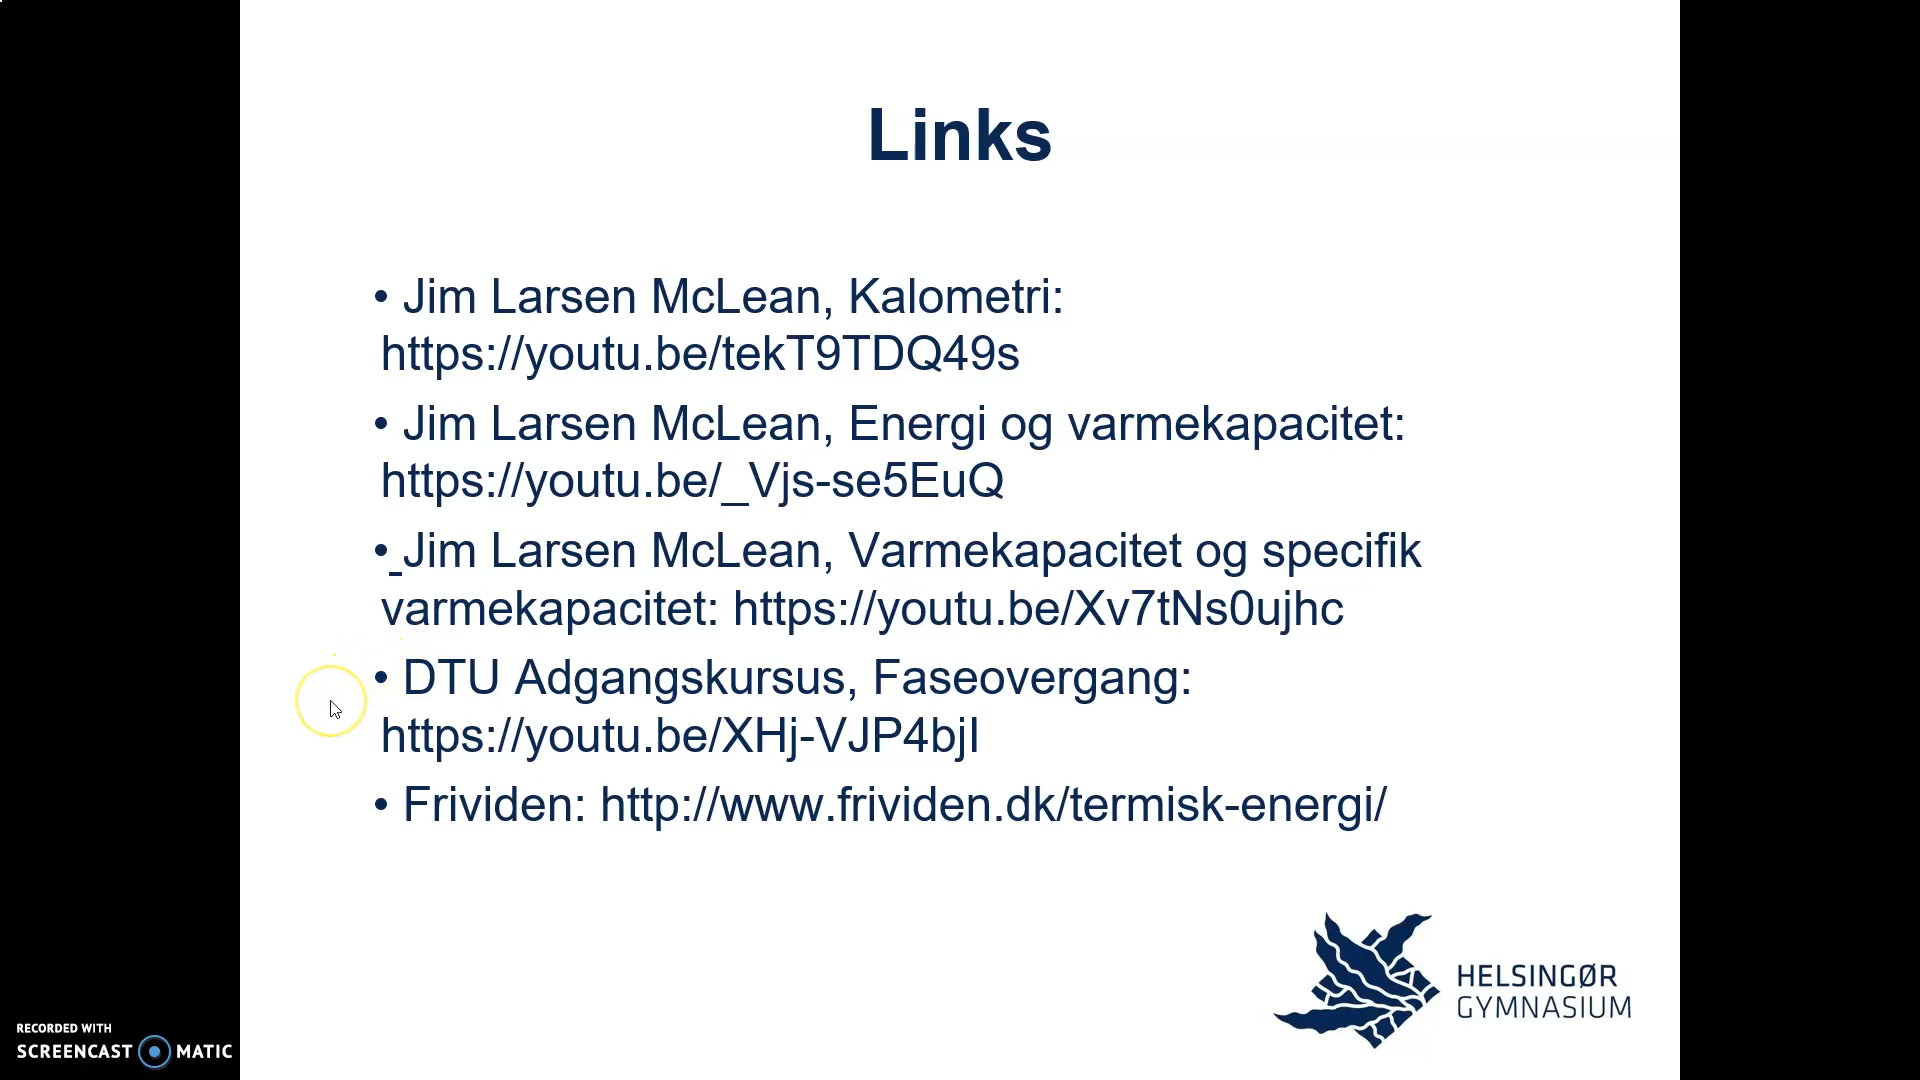 Links
• Jim Larsen McLean, Kalometri:
https://youtu.be/tekT9TDQ49s
• Jim Larsen McLean, Energi og varmekapacitet:
https://youtu.be/_Vjs-se5EuQ
• Jim Larsen McLean, Varmekapacitet og specifik
varmekapacitet: https://youtu.be/Xv7tNs0ujhc
• DTU Adgangskursus, Faseovergang:
https://youtu.be/XHj-VJP4bjI
• Frividen: http://www.frividen.dk/termisk-energi/
HELSINGØR
GYMNASIUM
RECORDED WITH
SCREENCAST MATIC